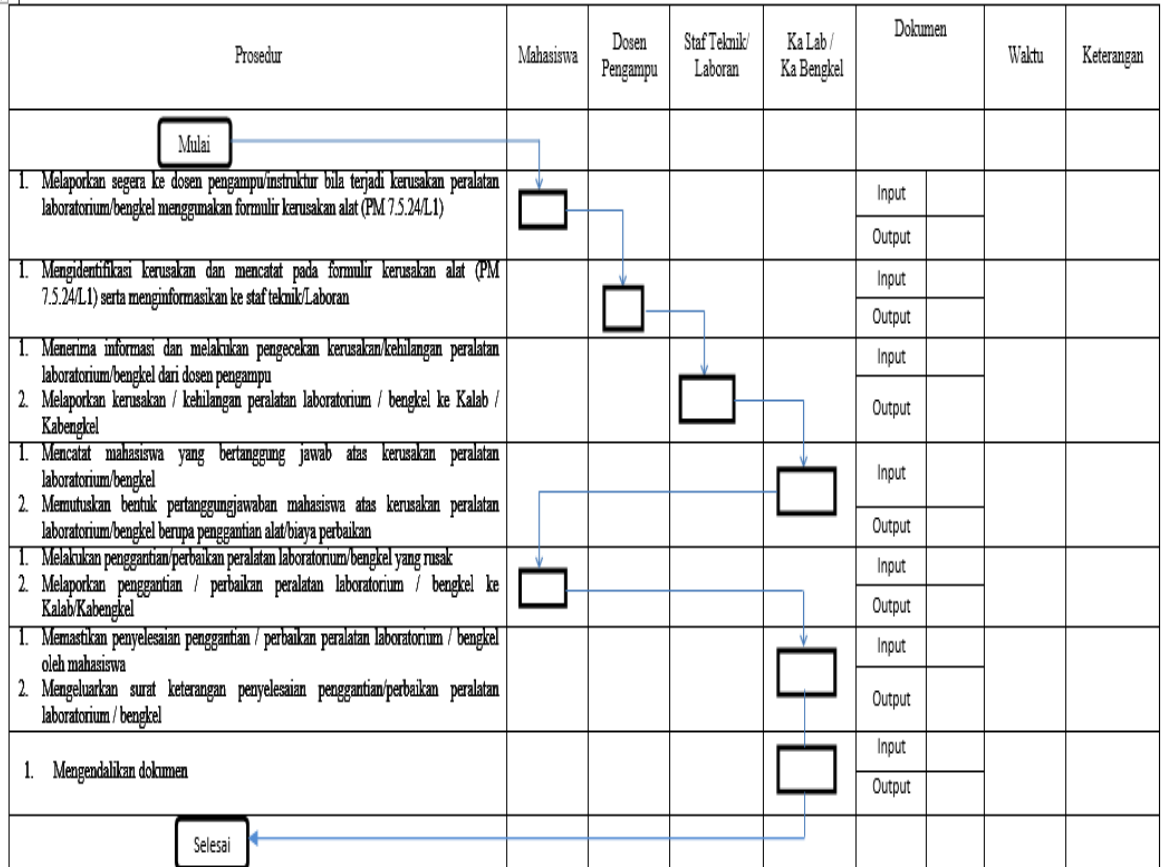 Prosedur
Mahasiswa
Dosen
Pengampu
Staf Teknik/
Laboran
Ka Lab /
Ka Bengkel
Dokumen
Waktu
Keterangan
Mulai
1. Melaporkan segera ke dosen pengampu/instruktur bila terjadi kerusakan peralatan
laboratorium/bengkel menggunakan formulir kerusakan alat (PM 7.5.24/L1)
Input
Output
1. Mengidentifikasi kerusakan dan mencatat pada formulir kerusakan alat (PM
7.5.24/L1) serta menginformasikan ke staf teknik/Laboran
Input
Output
1. Menerima informasi dan melakukan pengecekan kerusakan/kehilangan peralatan
laboratorium/bengkel dari dosen pengampu
2. Melaporkan kerusakan / kehilangan peralatan laboratorium / bengkel ke Kalab /
Kabengkel
Input
Output
1. Mencatat mahasiswa yang bertanggung jawab atas kerusakan peralatan
laboratorium/bengkel
2. Memutuskan bentuk pertanggungjawaban mahasiswa atas kerusakan peralatan
laboratorium/bengkel berupa penggantian alat/biaya perbaikan
Input
Output
1. Melakukan penggantian/perbaikan peralatan laboratorium/bengkel yang rusak
2. Melaporkan penggantian / perbaikan peralatan laboratorium / bengkel ke
Kalab/Kabengkel
Input
Output
1. Memastikan penyelesaian penggantian / perbaikan peralatan laboratorium / bengkel
oleh mahasiswa
2. Mengeluarkan surat keterangan penyelesaian penggantian/perbaikan peralatan
laboratorium / bengkel
Input
Output
1. Mengendalikan dokumen
Input
Output
Selesai